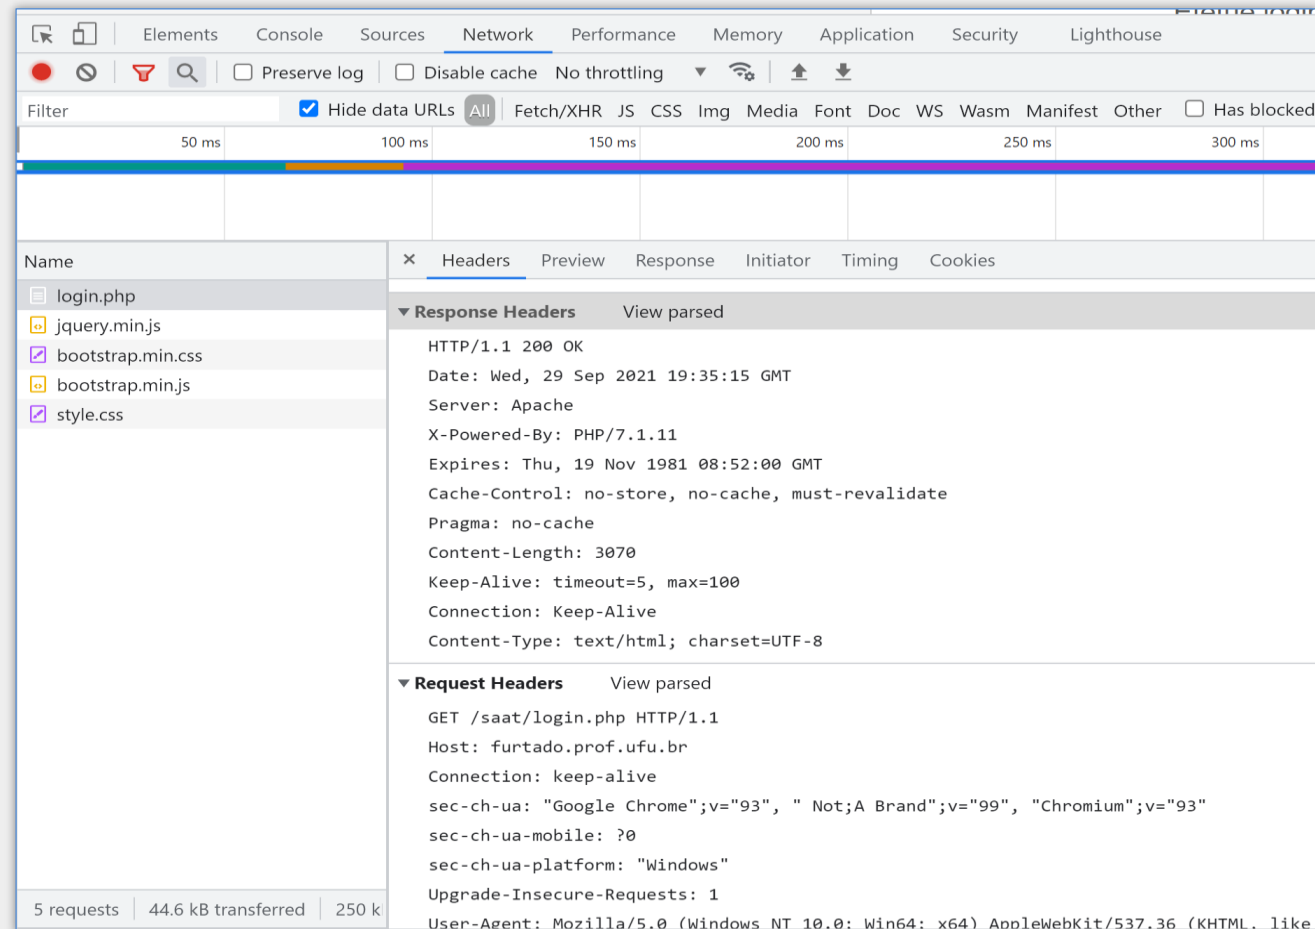 Elements Console Sources Network Performance Memory Application Security Lighthouse
Preserve log Disable cache No throttling
Filter Hide data URLs All Fetch/XHR JS CSS Img Media Font Doc WS Wasm Manifest Other Has blocked
50 ms 100 ms 150 ms 200 ms 250 ms 300 ms
Name
login.php
jquery.min.js
bootstrap.min.css
bootstrap.min.js
style.css
5 requests 44.6 kB transferred 250 k
Headers Preview Response Initiator Timing Cookies
Response Headers View parsed
HTTP/1.1 200 OK
Date: Wed, 29 Sep 2021 19:35:15 GMT
Server: Apache
X-Powered-By: PHP/7.1.11
Expires: Thu, 19 Nov 1981 08:52:00 GMT
Cache-Control: no-store, no-cache, must-revalidate
Pragma: no-cache
Content-Length: 3070
Keep-Alive: timeout=5, max=100
Connection: Keep-Alive
Content-Type: text/html; charset=UTF-8
Request Headers View parsed
GET /saat/login.php HTTP/1.1
Host: furtado.prof.ufu.br
Connection: keep-alive
sec-ch-ua: "Google Chrome";v="93", " Not;A Brand";v="99", "Chromium";v="93"
sec-ch-ua-mobile: ?0
sec-ch-ua-platform: "Windows"
Upgrade-Insecure-Requests: 1
User-Agent: Mozilla/5.0 (Windows NT 10.0; Win64; x64) AppleWebKit/537.36 (KHTML, like